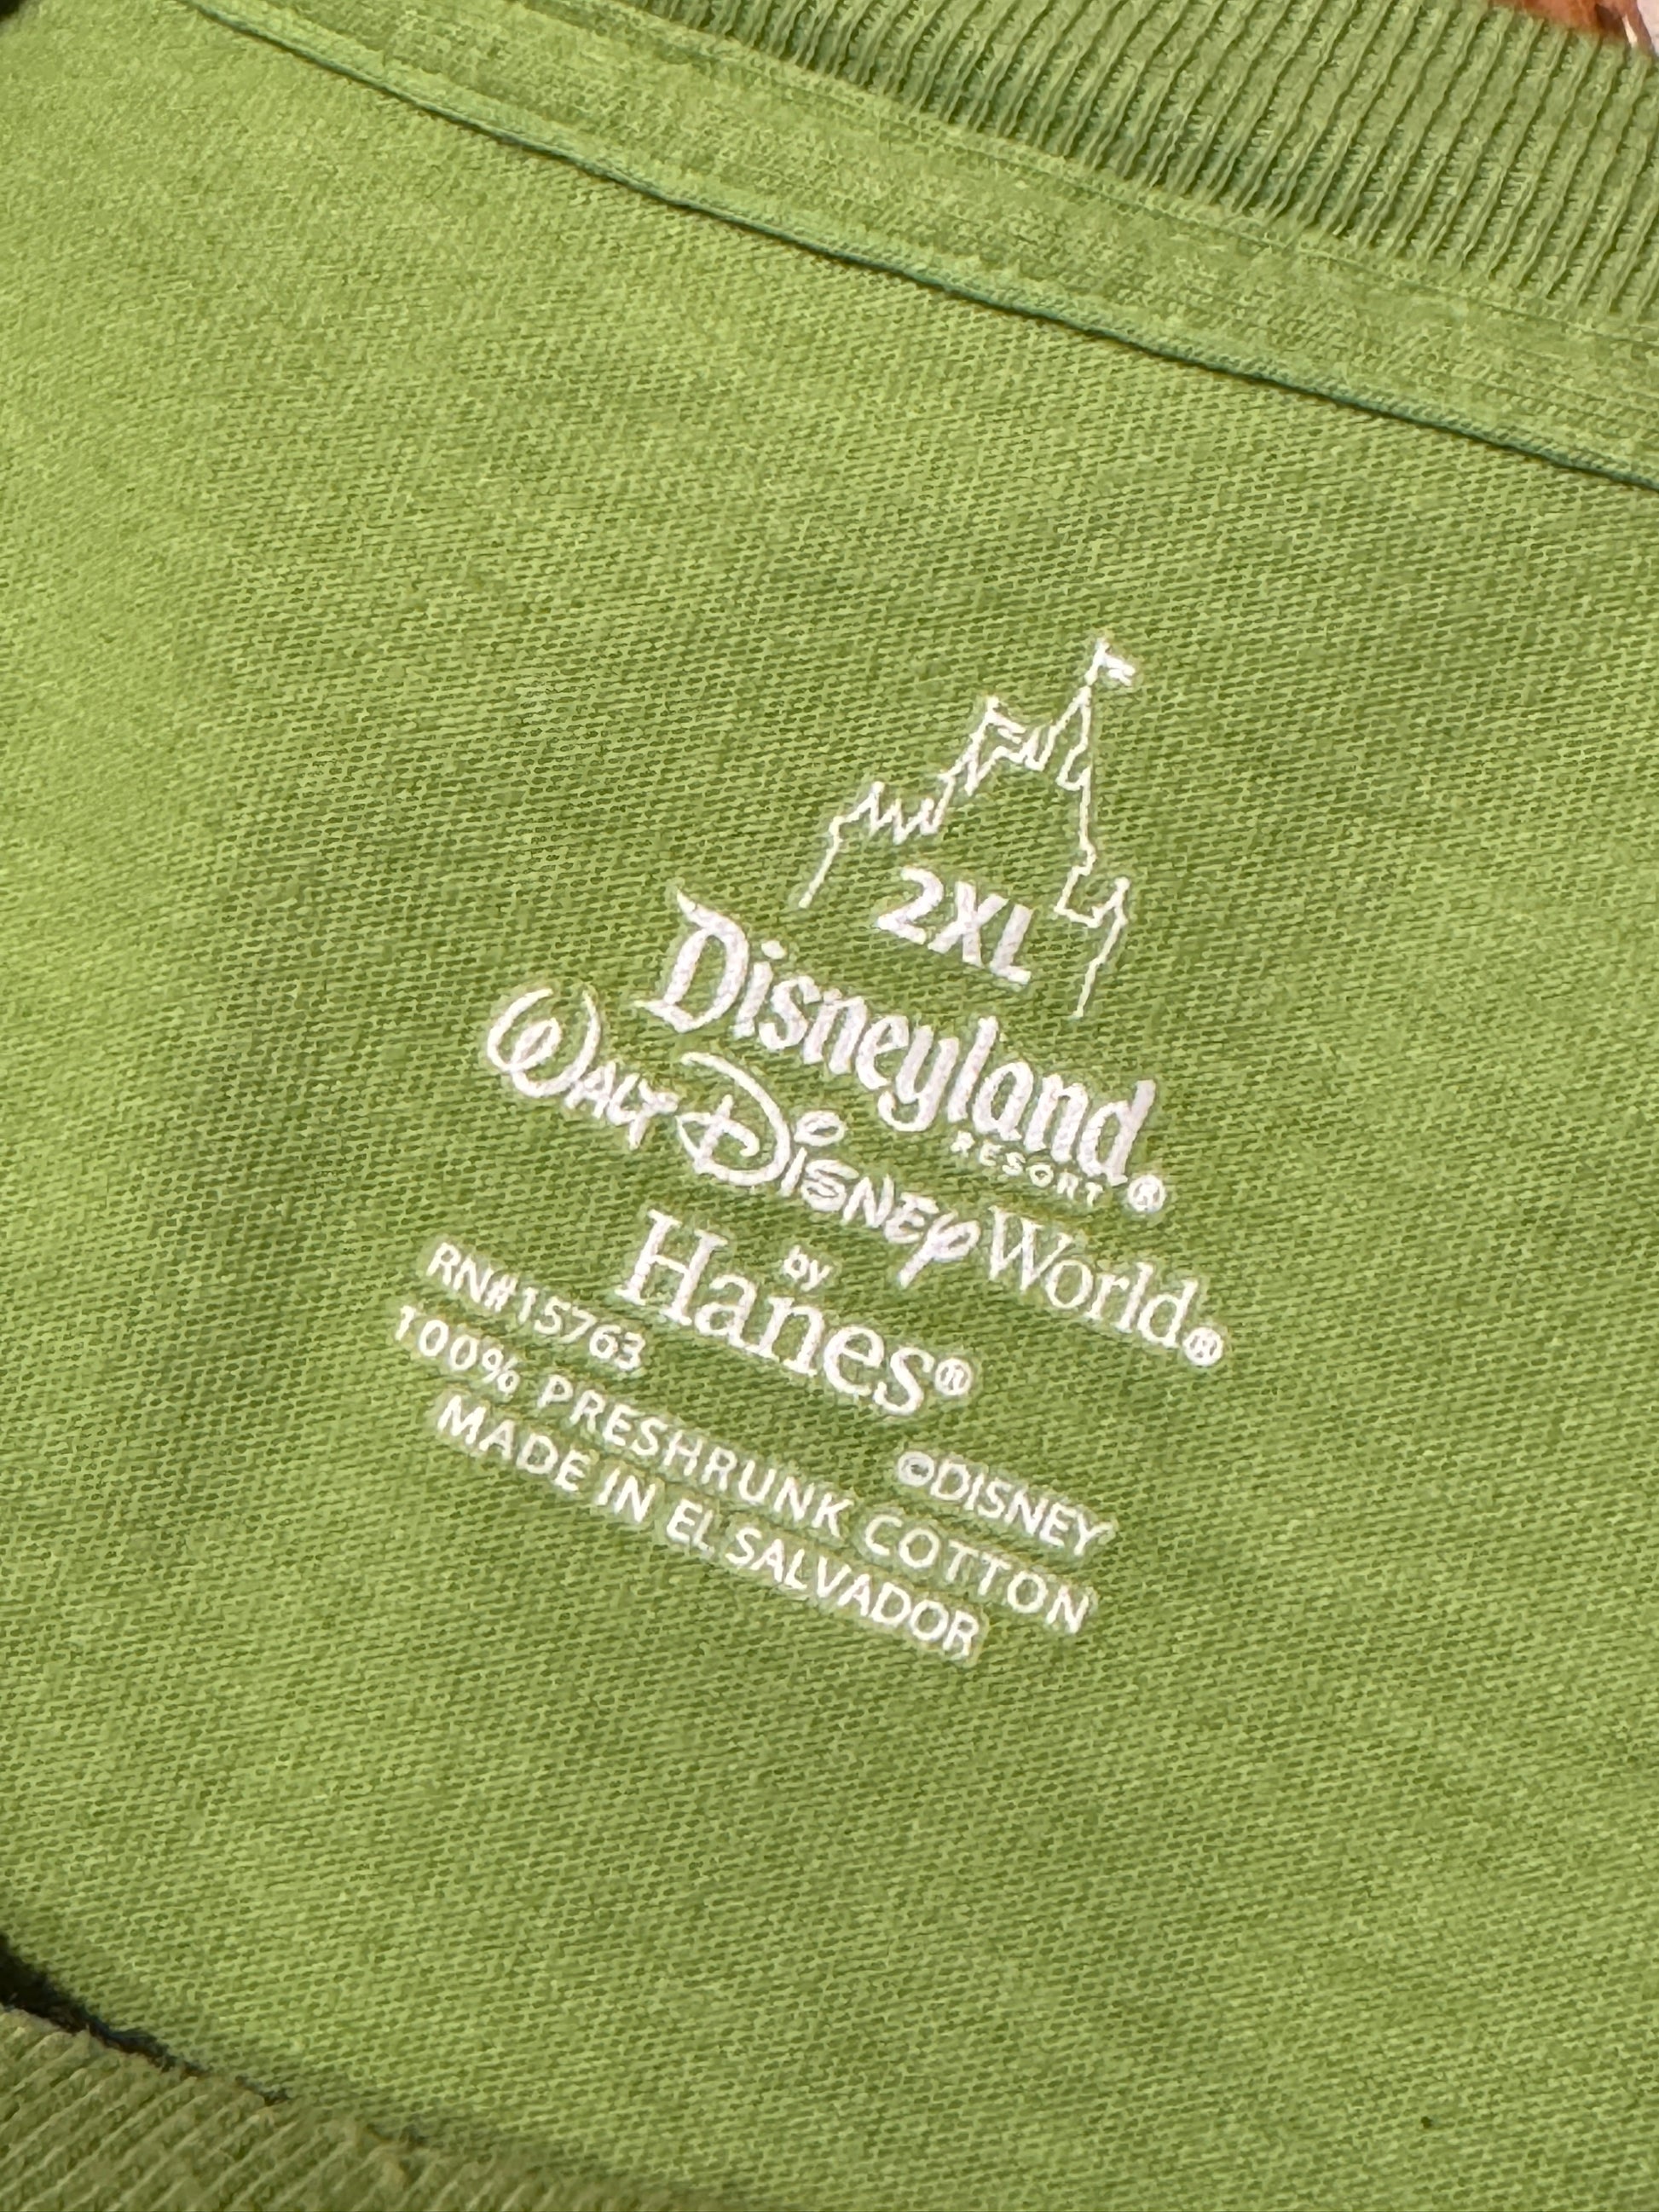 2XL
Disneyland
RESORT®
WALT DISNEY World®
by
Hanes®
RN#15763 ©DISNEY
100% PRESHRUNK COTTON
MADE IN EL SALVADOR